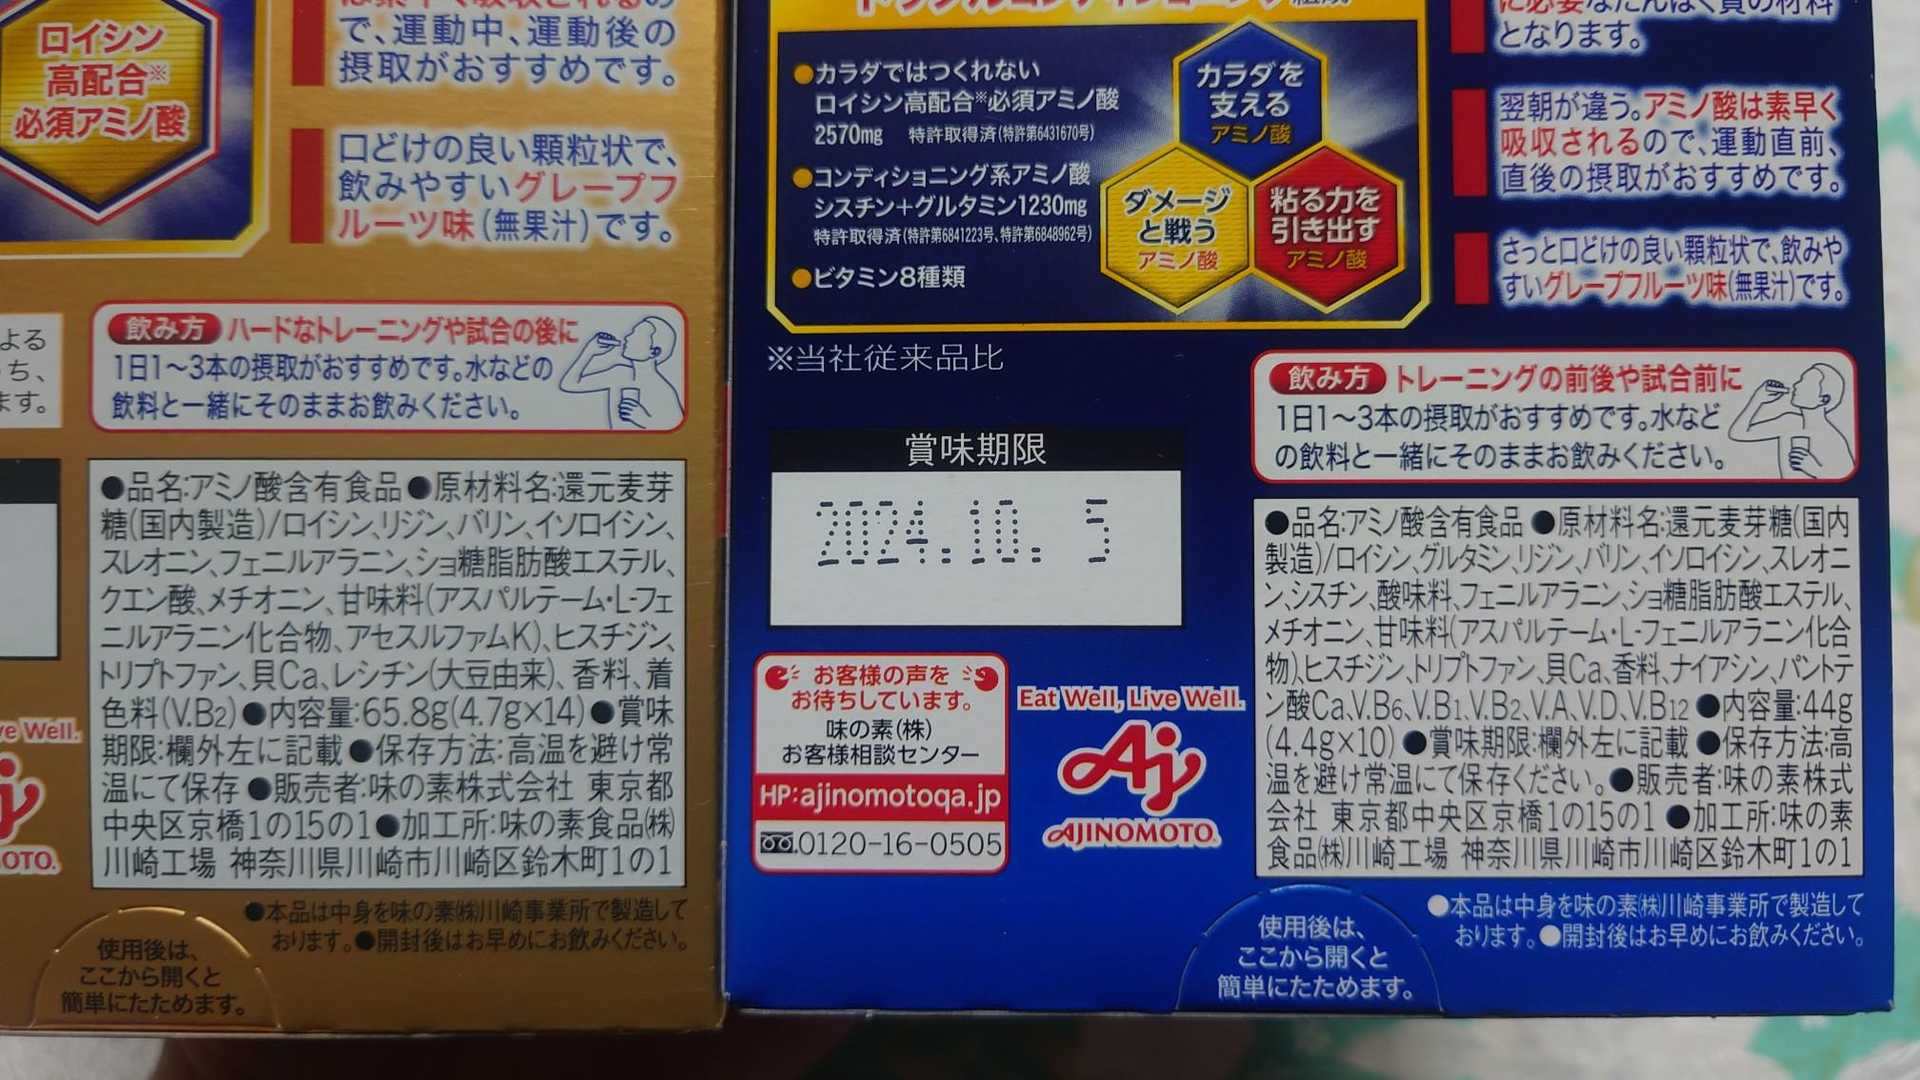 ロイシン
高配合※
必須アミノ酸
で、運動中、運動後の
摂取がおすすめです。
口どけの良い顆粒状で、
飲みやすいグレープフ
ルーツ味(無果汁)です。
よる
ち、
ます。
飲み方 ハードなトレーニングや試合の後に
1日1〜3本の摂取がおすすめです。水などの
飲料と一緒にそのままお飲みください。
●品名:アミノ酸含有食品●原材料名:還元麦芽
糖(国内製造)/ロイシン、リジン、バリン、イソロイシン、
スレオニン、フェニルアラニン、ショ糖脂肪酸エステル、
クエン酸、メチオニン、甘味料(アスパルテーム・L-フェ
ニルアラニン化合物、アセスルファムK)、ヒスチジン、
トリプトファン、貝Ca、レシチン(大豆由来)、香料、着
色料(V.B2)●内容量:65.8g(4.7g×14)●賞味
期限:欄外左に記載●保存方法:高温を避け常
温にて保存●販売者:味の素株式会社 東京都
中央区京橋1の15の1●加工所:味の素食品(株)
川崎工場 神奈川県川崎市川崎区鈴木町1の1
ve Well.
OTO.
●本品は中身を味の素(株)川崎事業所で製造して
おります。●開封後はお早めにお飲みください。
使用後は、
ここから開くと
簡単にたためます。
●カラダではつくれない
ロイシン高配合※必須アミノ酸
2570mg 特許取得済(特許第6431670号)
●コンディショニング系アミノ酸
シスチン+グルタミン1230mg
特許取得済(特許第6841223号、特許第6848962号)
●ビタミン8種類
カラダを
支える
アミノ酸
ダメージ
と戦う
アミノ酸
粘る力を
引き出す
アミノ酸
に必要なたんぱく質の材料
となります。
翌朝が違う。アミノ酸は素早く
吸収されるので、運動直前、
直後の摂取がおすすめです。
さっと口どけの良い顆粒状で、飲みや
すいグレープフルーツ味(無果汁)です。
※当社従来品比
賞味期限
2024.10. 5
飲み方 トレーニングの前後や試合前に
1日1〜3本の摂取がおすすめです。水など
の飲料と一緒にそのままお飲みください。
お客様の声を
お待ちしています。
味の素(株)
お客様相談センター
HP:ajinomotoqa.jp
0120-16-0505
Eat Well, Live Well.
Aj
AJINOMOTO.
●品名:アミノ酸含有食品 ●原材料名:還元麦芽糖(国内
製造)/ロイシン、グルタミン、リジン、バリン、イソロイシン、スレオニ
ン、シスチン、酸味料、フェニルアラニン、ショ糖脂肪酸エステル、
メチオニン、甘味料(アスパルテーム・L-フェニルアラニン化合
物)、ヒスチジン、トリプトファン、貝Ca、香料、ナイアシン、パントテ
ン酸Ca、V.B6、V.B1、V.B2、V.A、V.D、V.B12 ●内容量:44g
(4.4g×10) ●賞味期限:欄外左に記載 ●保存方法:高
温を避け常温にて保存ください。●販売者:味の素株式
会社 東京都中央区京橋1の15の1 ●加工所:味の素
食品(株)川崎工場 神奈川県川崎市川崎区鈴木町1の1
●本品は中身を味の素(株)川崎事業所で製造して
おります。●開封後はお早めにお飲みください。
使用後は、
ここから開くと
簡単にたためます。